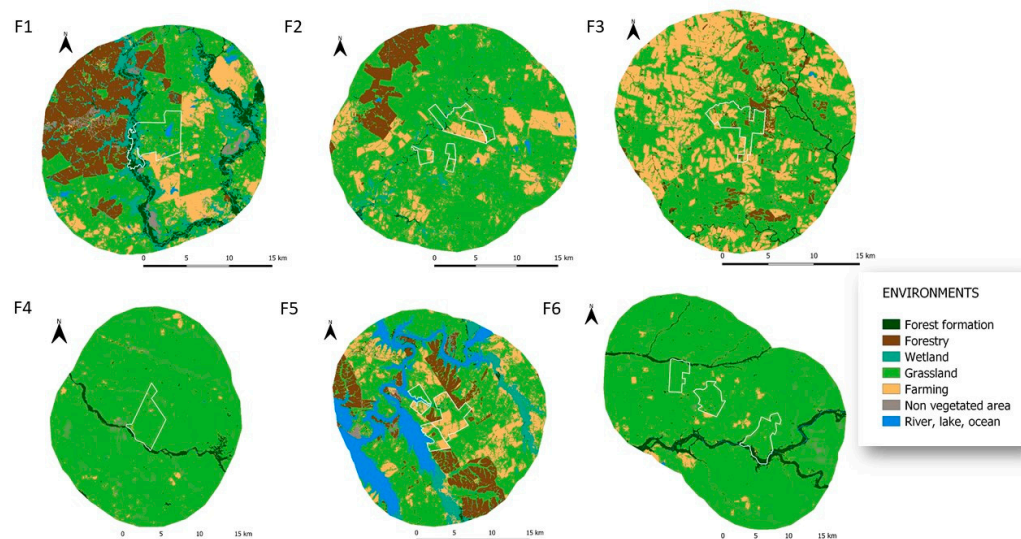 F1
N
0 5 10 15 km
F2
N
0 5 10 15 km
F3
N
0 5 10 15 km
F4
N
0 5 10 15 km
F5
N
0 5 10 15 km
F6
N
0 5 10 15 km
ENVIRONMENTS
Forest formation
Forestry
Wetland
Grassland
Farming
Non vegetated area
River, lake, ocean